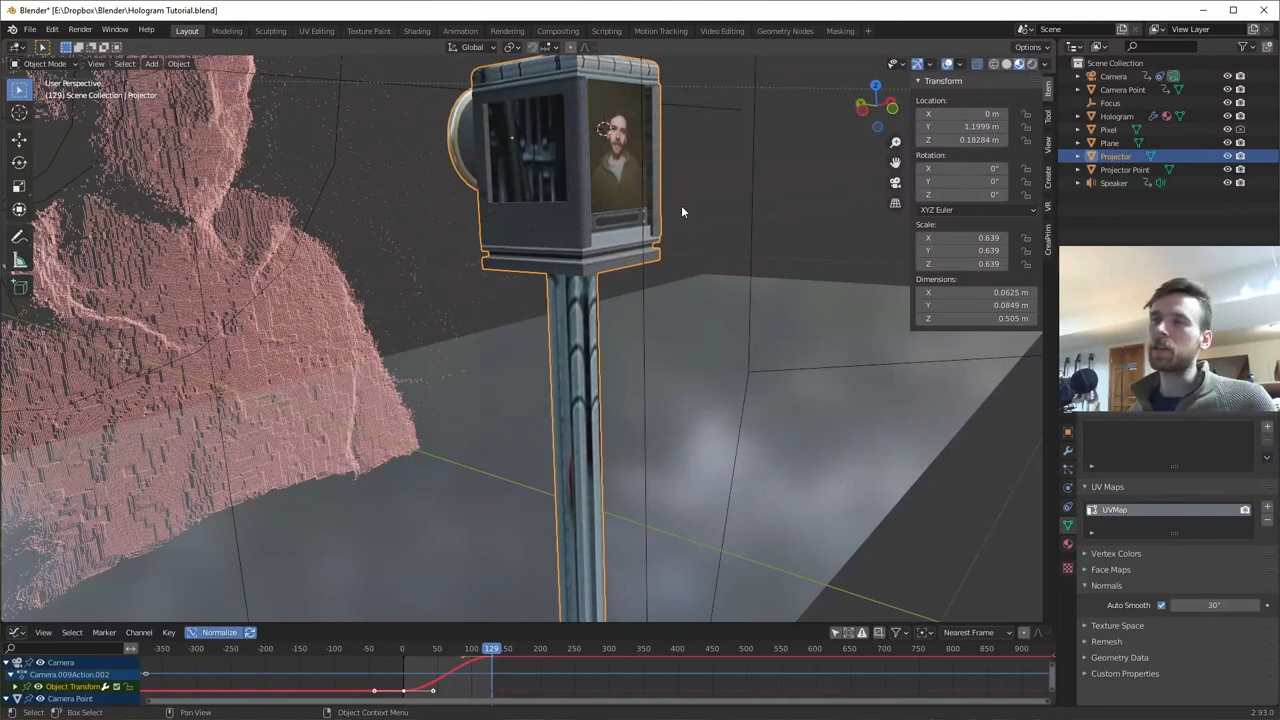 Blender* [E:\Dropbox\Blender\Hologram Tutorial.blend]
File Edit Render Window Help Layout Modeling Sculpting UV Editing Texture Paint Shading Animation Rendering Compositing Scripting Motion Tracking Video Editing Geometry Nodes Masking + Scene View Layer
Global Options
Object Mode View Select Add Object
User Perspective
(129) Scene Collection | Projector
Transform
Location:
X 0 m
Y 1.1999 m
Z 0.18284 m
Rotation:
X 0°
Y 0°
Z 0°
XYZ Euler
Scale:
X 0.639
Y 0.639
Z 0.639
Dimensions:
X 0.0625 m
Y 0.0849 m
Z 0.505 m
Item
Tool
View
Create
VR
CreaPrim
Scene Collection
Camera
Camera Point
Focus
Hologram
Pixel
Plane
Projector
Projector Point
Speaker
UV Maps
UVMap
Vertex Colors
Face Maps
Normals
Auto Smooth 30°
Texture Space
Remesh
Geometry Data
Custom Properties
View Select Marker Channel Key Normalize Nearest Frame
-350 -300 -250 -200 -150 -100 -50 0 50 129 150 200 250 300 350 400 450 500 550 600 650 700 750 800 850 900
Camera
Camera.009Action.002
Object Transform
Camera Point
Select Box Select Pan View Object Context Menu 2.93.0